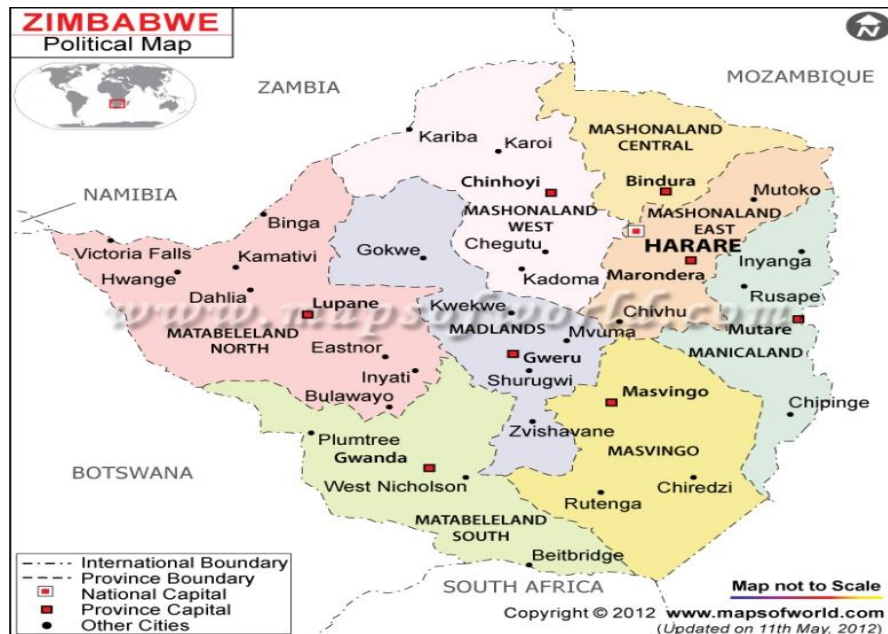 ZIMBABWE
Political Map
N
ZAMBIA
MOZAMBIQUE
NAMIBIA
BOTSWANA
SOUTH AFRICA
Kariba
Karoi
MASHONALAND
CENTRAL
Chinhoyi
Bindura
Mutoko
MASHONALAND
WEST
MASHONALAND
EAST
HARARE
Binga
Victoria Falls
Hwange
Kamativi
Dahlia
Gokwe
Chegutu
Kadoma
Marondera
Inyanga
Rusape
Lupane
MATABELELAND
NORTH
Kwekwe
MADLANDS
Mvuma
Chivhu
Mutare
MANICALAND
Eastnor
Inyati
Bulawayo
Gweru
Shurugwi
Masvingo
Chipinge
Zvishavane
Plumtree
Gwanda
West Nicholson
MASVINGO
Rutenga
Chiredzi
MATABELELAND
SOUTH
Beitbridge
www.mapsofworld.com
International Boundary
Province Boundary
National Capital
Province Capital
Other Cities
Map not to Scale
Copyright © 2012 www.mapsofworld.com
(Updated on 11th May, 2012)